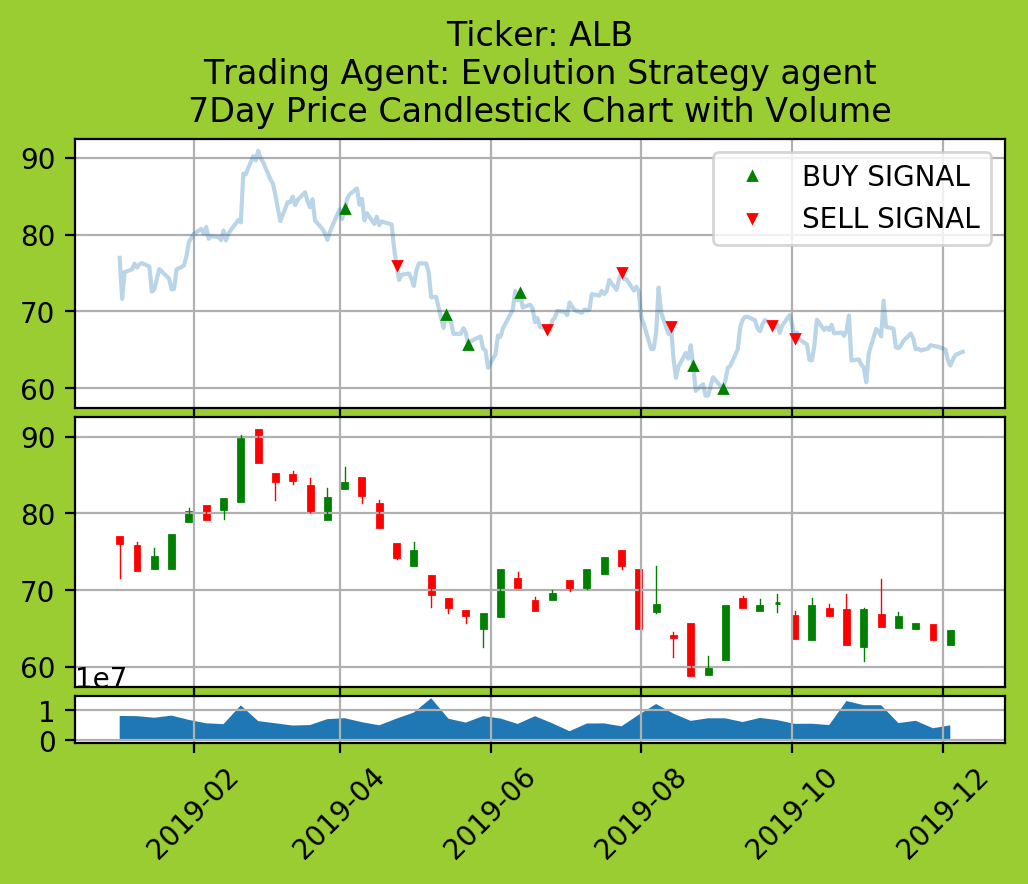 Ticker: ALB
Trading Agent: Evolution Strategy agent
7Day Price Candlestick Chart with Volume
90
80
70
60
BUY SIGNAL
SELL SIGNAL
90
80
70
60
1e7
1
0
2019-02
2019-04
2019-06
2019-08
2019-10
2019-12